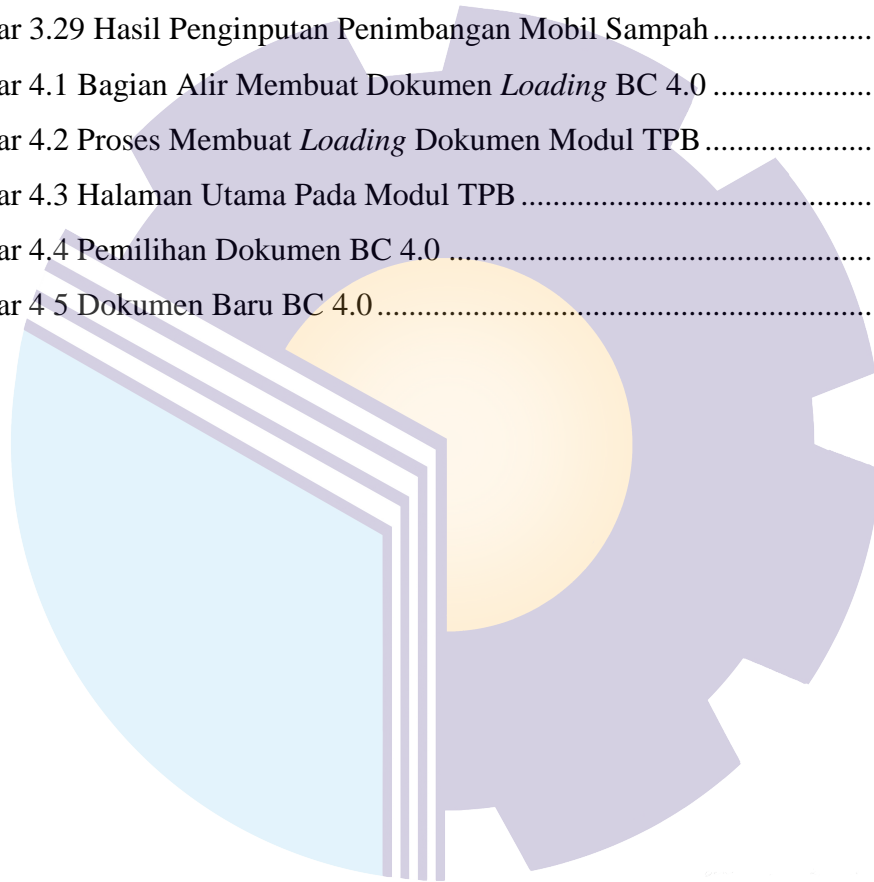 ar 3.29 Hasil Penginputan Penimbangan Mobil Sampah...................
ar 4.1 Bagian Alir Membuat Dokumen Loading BC 4.0...................
ar 4.2 Proses Membuat Loading Dokumen Modul TPB....................
ar 4.3 Halaman Utama Pada Modul TPB..........................................
ar 4.4 Pemilihan Dokumen BC 4.0...................................................
ar 4 5 Dokumen Baru BC 4.0............................................................